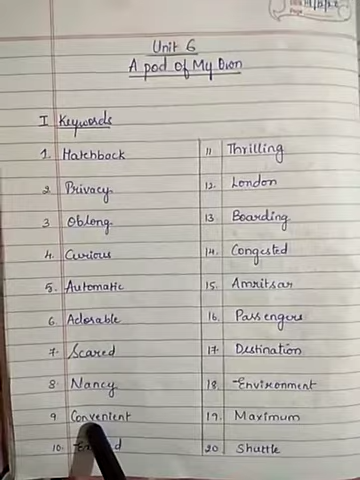 Unit 6
A pod of My Own
I Keywords
1. Hatchback
2. Privacy
3 Oblong
4. Curious
5. Automatic
6. Adorable
7. Scared
8. Nancy
9 Convenient
10.
11. Thrilling
12. London
13 Boarding
14. Congested
15. Amritsar
16. Passengers
17. Destination
18. Environment
19. Maximum
20 Shuttle